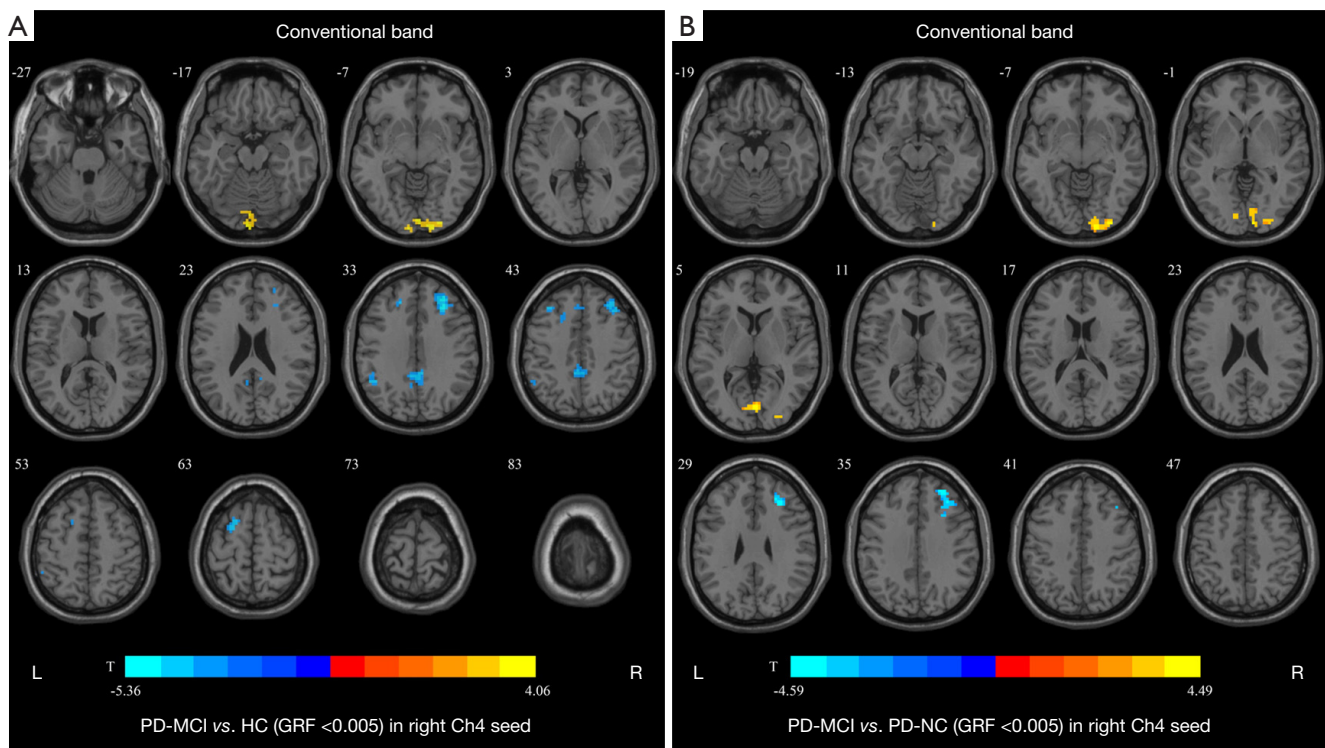 A
Conventional band
-27 -17 -7 3
13 23 33 43
53 63 73 83
L T R
-5.36 4.06
PD-MCI vs. HC (GRF <0.005) in right Ch4 seed
B
Conventional band
-19 -13 -7 -1
5 11 17 23
29 35 41 47
L T R
-4.59 4.49
PD-MCI vs. PD-NC (GRF <0.005) in right Ch4 seed